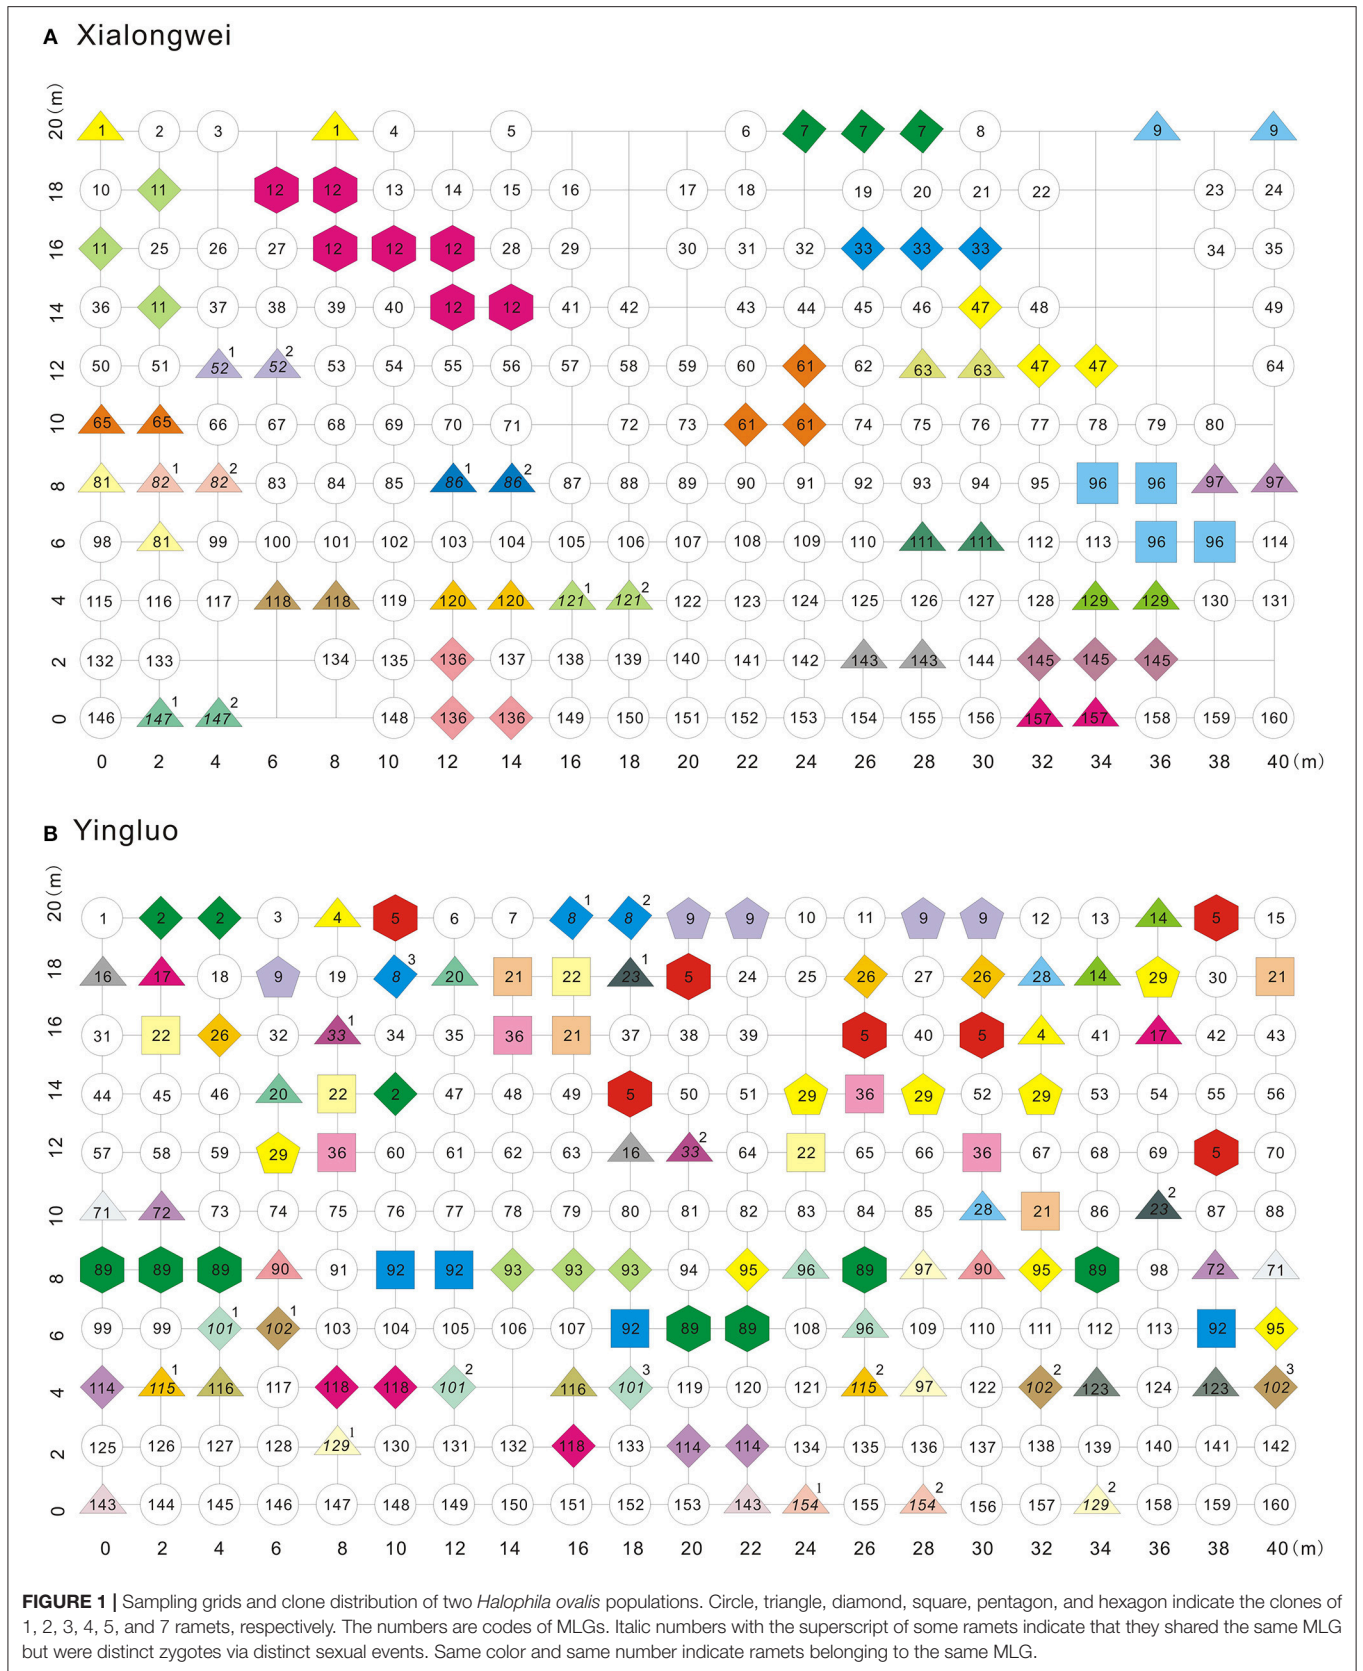 A Xialongwei
20 (m) 1 2 3 1 4 5 6 7 7 7 8 9 9
18 10 11 12 12 13 14 15 16 17 18 19 20 21 22 23 24
16 11 25 26 27 12 12 12 28 29 30 31 32 33 33 33 34 35
14 36 11 37 38 39 40 12 12 41 42 43 44 45 46 47 48 49
12 50 51 52 1 52 2 53 54 55 56 57 58 59 60 61 62 63 63 47 47 64
10 65 65 66 67 68 69 70 71 72 73 61 61 74 75 76 77 78 79 80
8 81 82 1 82 2 83 84 85 86 1 86 2 87 88 89 90 91 92 93 94 95 96 96 97 97
6 98 81 99 100 101 102 103 104 105 106 107 108 109 110 111 111 112 113 96 96 114
4 115 116 117 118 118 119 120 120 121 1 121 2 122 123 124 125 126 127 128 129 129 130 131
2 132 133 134 135 136 137 138 139 140 141 142 143 143 144 145 145 145
0 146 147 1 147 2 148 136 136 149 150 151 152 153 154 155 156 157 157 158 159 160
0 2 4 6 8 10 12 14 16 18 20 22 24 26 28 30 32 34 36 38 40 (m)
B Yingluo
20 (m) 1 2 2 3 4 5 6 7 8 1 8 2 9 9 10 11 9 9 12 13 14 5 15
18 16 17 18 9 19 8 3 20 21 22 23 1 5 24 25 26 27 26 28 14 29 30 21
16 31 22 26 32 33 1 34 35 36 21 37 38 39 5 40 5 4 41 17 42 43
14 44 45 46 20 22 2 47 48 49 5 50 51 29 36 29 52 29 53 54 55 56
12 57 58 59 29 36 60 61 62 63 16 33 2 64 22 65 66 36 67 68 69 5 70
10 71 72 73 74 75 76 77 78 79 80 81 82 83 84 85 28 21 86 23 2 87 88
8 89 89 89 90 91 92 92 93 93 93 94 95 96 89 97 90 95 89 98 72 71
6 99 99 101 1 102 1 103 104 105 106 107 92 89 89 108 96 109 110 111 112 113 92 95
4 114 115 1 116 117 118 118 101 2 116 101 3 119 120 121 115 2 97 122 102 2 123 124 123 102 3
2 125 126 127 128 129 1 130 131 132 118 133 114 114 134 135 136 137 138 139 140 141 142
0 143 144 145 146 147 148 149 150 151 152 153 143 154 1 155 154 2 156 157 129 2 158 159 160
0 2 4 6 8 10 12 14 16 18 20 22 24 26 28 30 32 34 36 38 40 (m)
FIGURE 1 | Sampling grids and clone distribution of two Halophila ovalis populations. Circle, triangle, diamond, square, pentagon, and hexagon indicate the clones of
1, 2, 3, 4, 5, and 7 ramets, respectively. The numbers are codes of MLGs. Italic numbers with the superscript of some ramets indicate that they shared the same MLG
but were distinct zygotes via distinct sexual events. Same color and same number indicate ramets belonging to the same MLG.